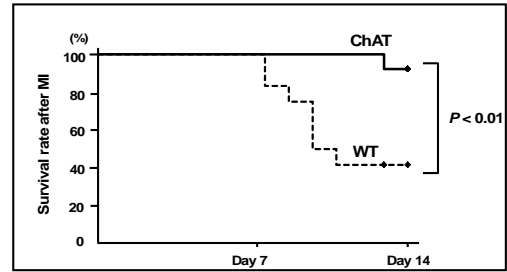 (%)
100
80
60
40
20
0
Survival rate after MI
ChAT
WT
P < 0.01
Day 7
Day 14